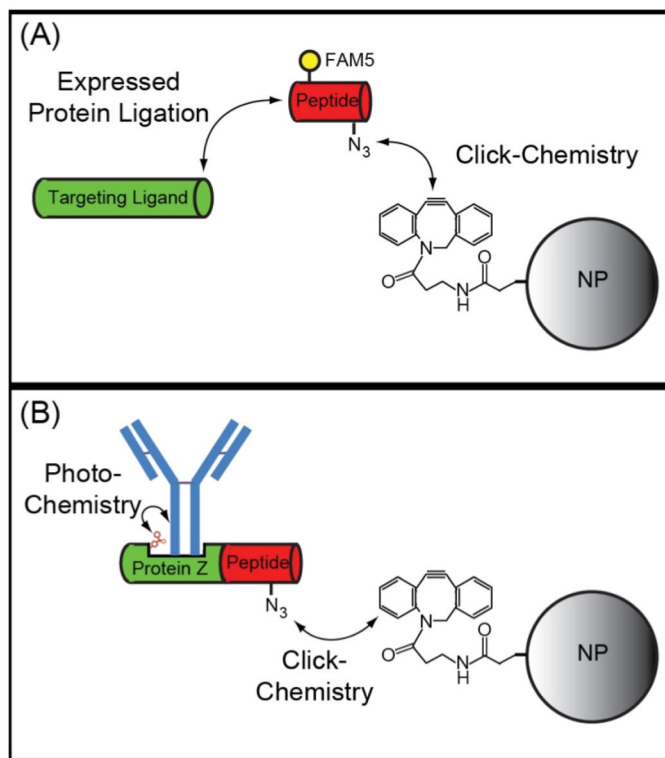 (A)
FAM5
Expressed
Protein Ligation
Peptide
N₃
Click-Chemistry
Targeting Ligand
N
O
N
H
O
NP
(B)
Photo-
Chemistry
Protein Z
Peptide
N₃
Click-
Chemistry
N
O
N
H
O
NP